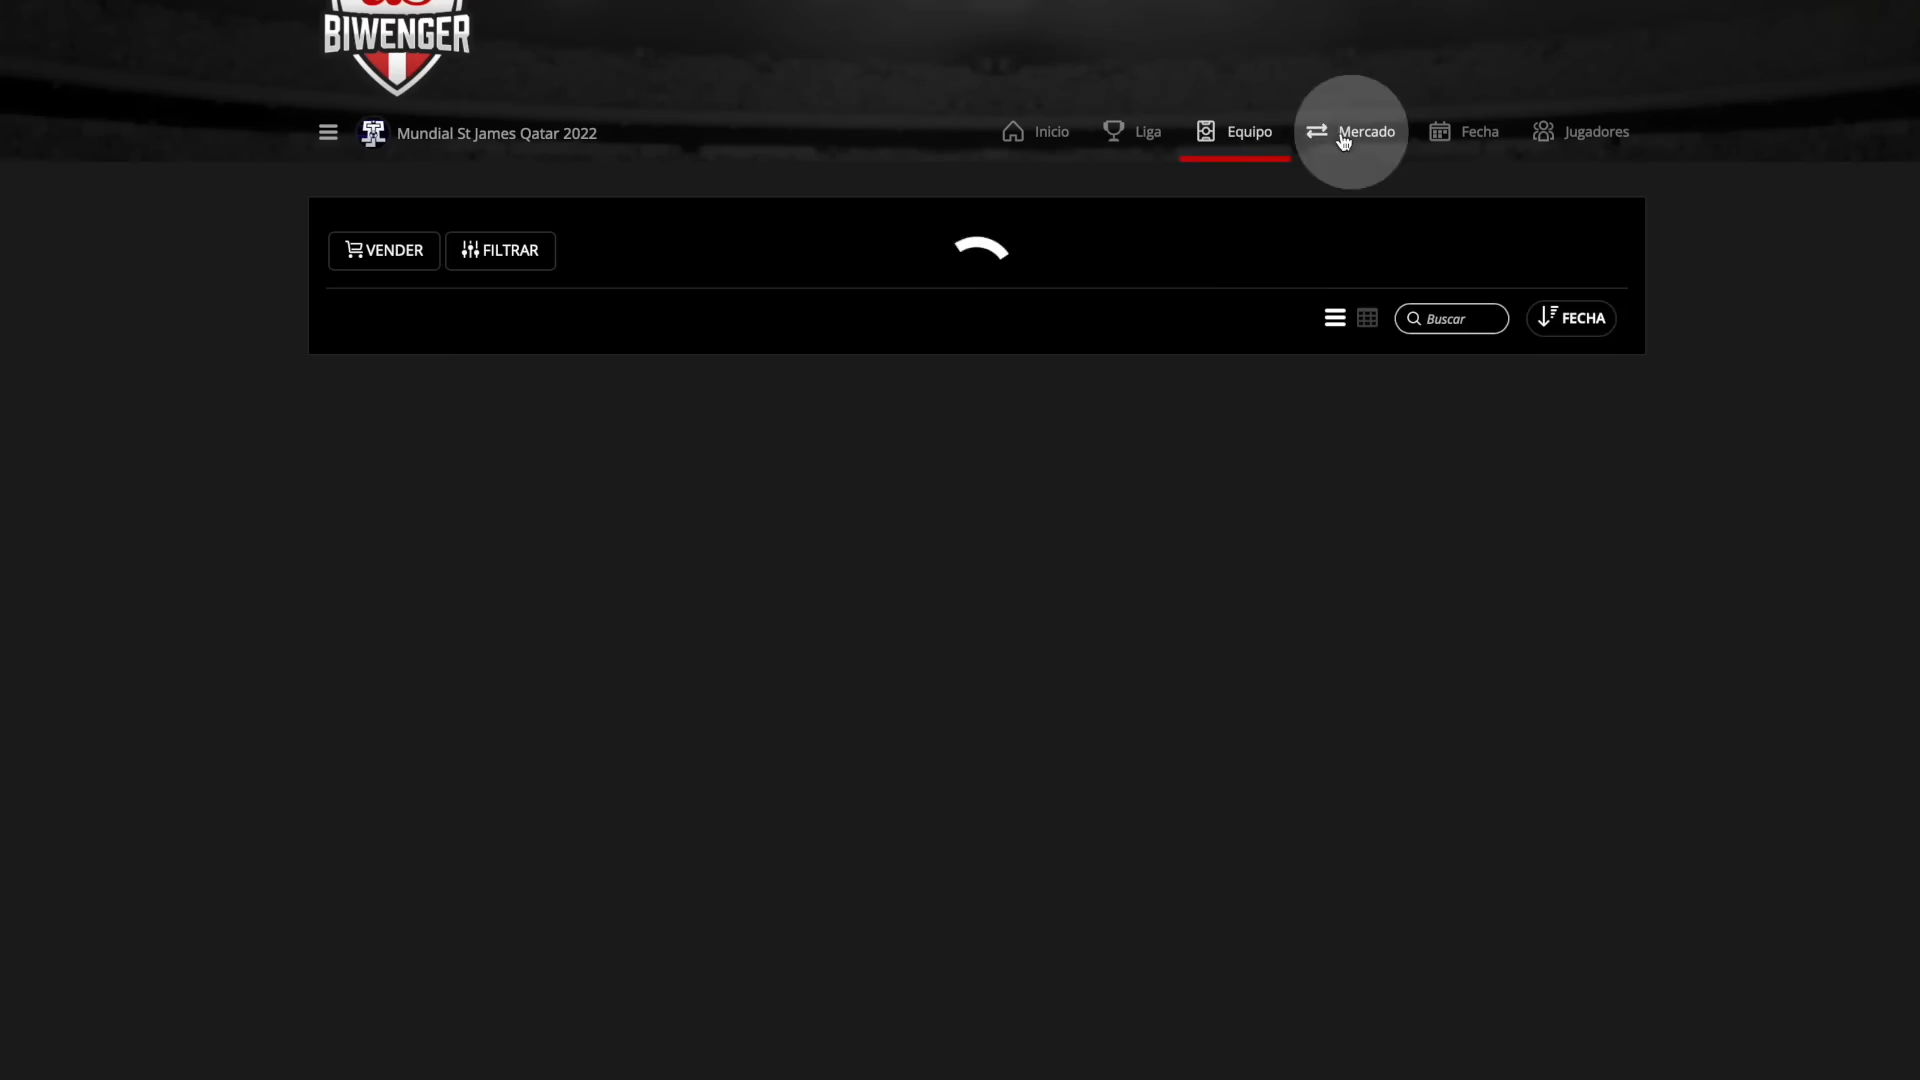 BIWENGER
Mundial St James Qatar 2022
Inicio
Liga
Equipo
Mercado
Fecha
Jugadores
VENDER
FILTRAR
Buscar
FECHA